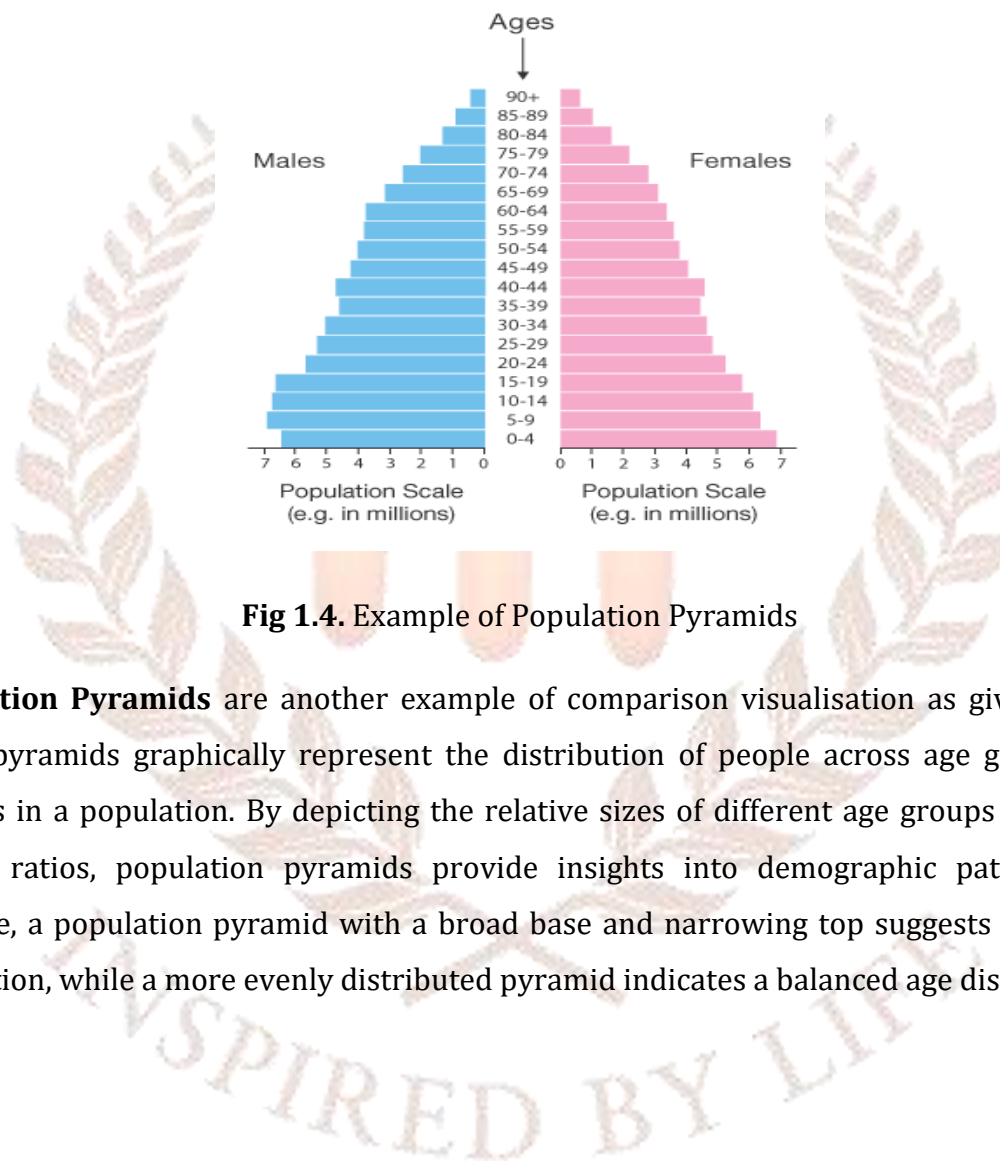 Ages
90+
85-89
80-84
Males
75-79
Females
70-74
65-69
60-64
55-59
50-54
45-49
40-44
35-39
30-34
25-29
20-24
15-19
10-14
5-9
0-4
7 6 5 4 3 2 1 0
0 1 2 3 4 5 6 7
Population Scale
(e.g. in millions)
Population Scale
(e.g. in millions)
Fig 1.4. Example of Population Pyramids
tion Pyramids are another example of comparison visualisation as giv
pyramids graphically represent the distribution of people across age g
s in a population. By depicting the relative sizes of different age groups
ratios, population pyramids provide insights into demographic pat
e, a population pyramid with a broad base and narrowing top suggests
tion, while a more evenly distributed pyramid indicates a balanced age dis
INSPIRED BY LIFE